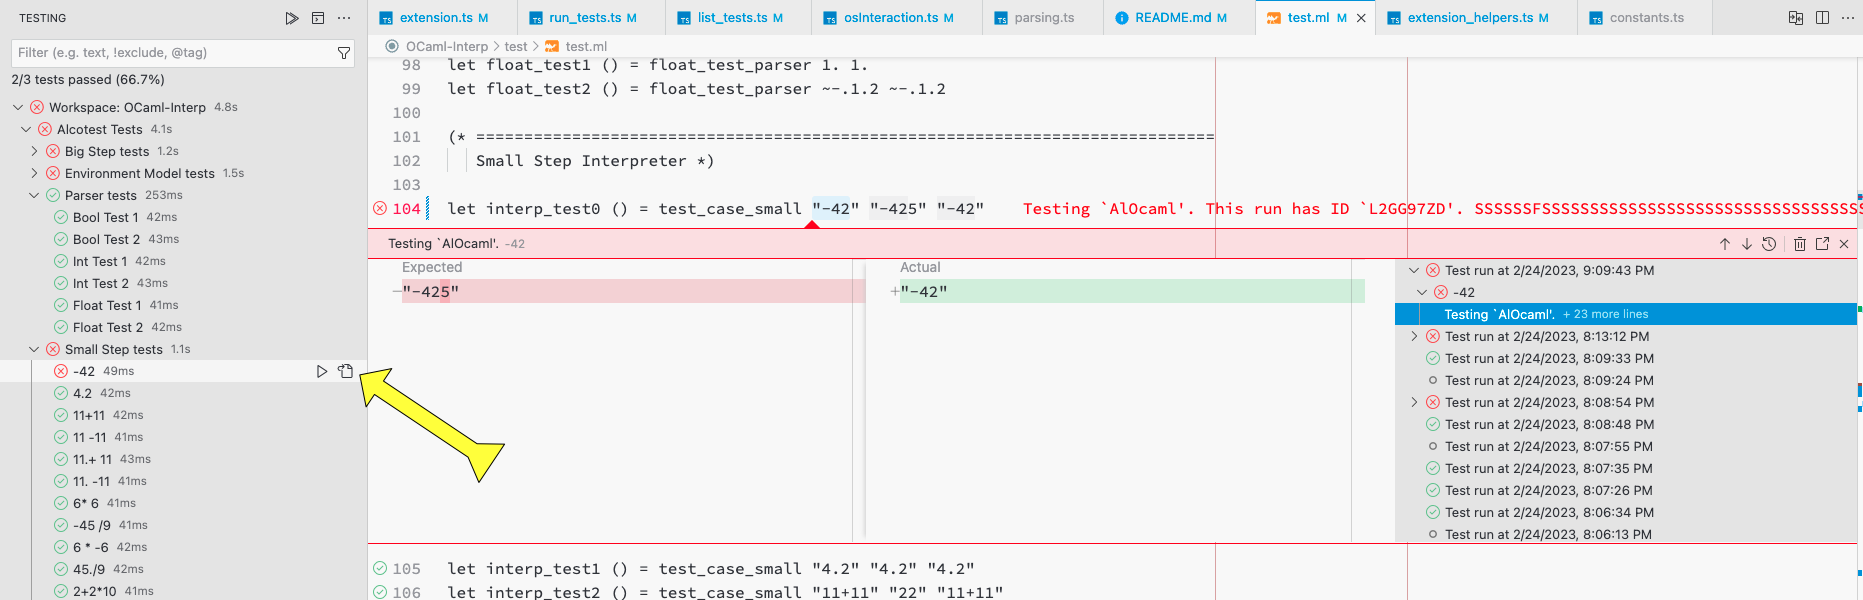 TESTING
Filter (e.g. text, !exclude, @tag)
2/3 tests passed (66.7%)
Workspace: OCaml-Interp 4.8s
Alcotest Tests 4.1s
Big Step tests 1.2s
Environment Model tests 1.5s
Parser tests 253ms
Bool Test 1 42ms
Bool Test 2 43ms
Int Test 1 42ms
Int Test 2 43ms
Float Test 1 41ms
Float Test 2 42ms
Small Step tests 1.1s
-42 49ms
4.2 42ms
11+11 42ms
11 -11 41ms
11.+ 11 43ms
11. -11 41ms
6* 6 41ms
-45 /9 41ms
6 * -6 42ms
45./9 42ms
2+2*10 41ms
TS extension.ts M
TS run_tests.ts M
TS list_tests.ts M
TS osInteraction.ts M
TS parsing.ts
README.md M
test.ml M
TS extension_helpers.ts M
TS constants.ts
OCaml-Interp > test > test.ml
98 let float_test1 () = float_test_parser 1. 1.
99 let float_test2 () = float_test_parser ~-.1.2 ~-.1.2
100
101 (* =============================================================================
102 Small Step Interpreter *)
103
104 let interp_test0 () = test_case_small "-42" "-425" "-42" Testing `AlOcaml'. This run has ID `L2GG97ZD'. SSSSSSFSSSSSSSSSSSSSSSSSSSSSSSSSSSSSSSSS
Testing `AlOcaml'. -42
Expected
-"-425"
Actual
+"-42"
Test run at 2/24/2023, 9:09:43 PM
-42
Testing `AlOcaml'. + 23 more lines
Test run at 2/24/2023, 8:13:12 PM
Test run at 2/24/2023, 8:09:33 PM
Test run at 2/24/2023, 8:09:24 PM
Test run at 2/24/2023, 8:08:54 PM
Test run at 2/24/2023, 8:08:48 PM
Test run at 2/24/2023, 8:07:55 PM
Test run at 2/24/2023, 8:07:35 PM
Test run at 2/24/2023, 8:07:26 PM
Test run at 2/24/2023, 8:06:34 PM
Test run at 2/24/2023, 8:06:13 PM
105 let interp_test1 () = test_case_small "4.2" "4.2" "4.2"
106 let interp_test2 () = test_case_small "11+11" "22" "11+11"